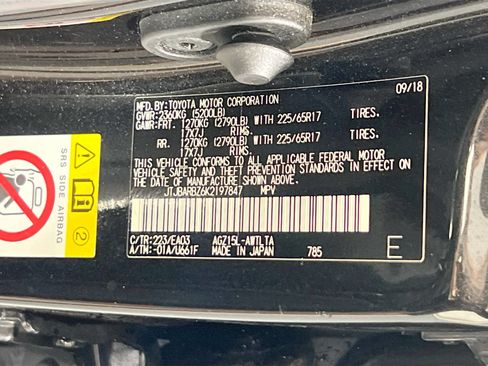 MFD. BY: TOYOTA MOTOR CORPORATION 09/18
GVWR: 2360KG (5200LB)
GAWR: FRT. 1270KG (2790LB) WITH 225/65R17 TIRES.
17X7J RIMS.
RR. 1270KG (2790LB) WITH 225/65R17 TIRES.
17X7J RIMS.
THIS VEHICLE CONFORMS TO ALL APPLICABLE FEDERAL MOTOR
VEHICLE SAFETY AND THEFT PREVENTION STANDARDS IN EFFECT
ON THE DATE OF MANUFACTURE SHOWN ABOVE.
JTJBARBZ6K2197847 MPV
C/TR: 223/EA03 AGZ15L-AWTLTA
A/TM: -01A/U661F MADE IN JAPAN 785 E
SRS SIDE AIRBAG
2